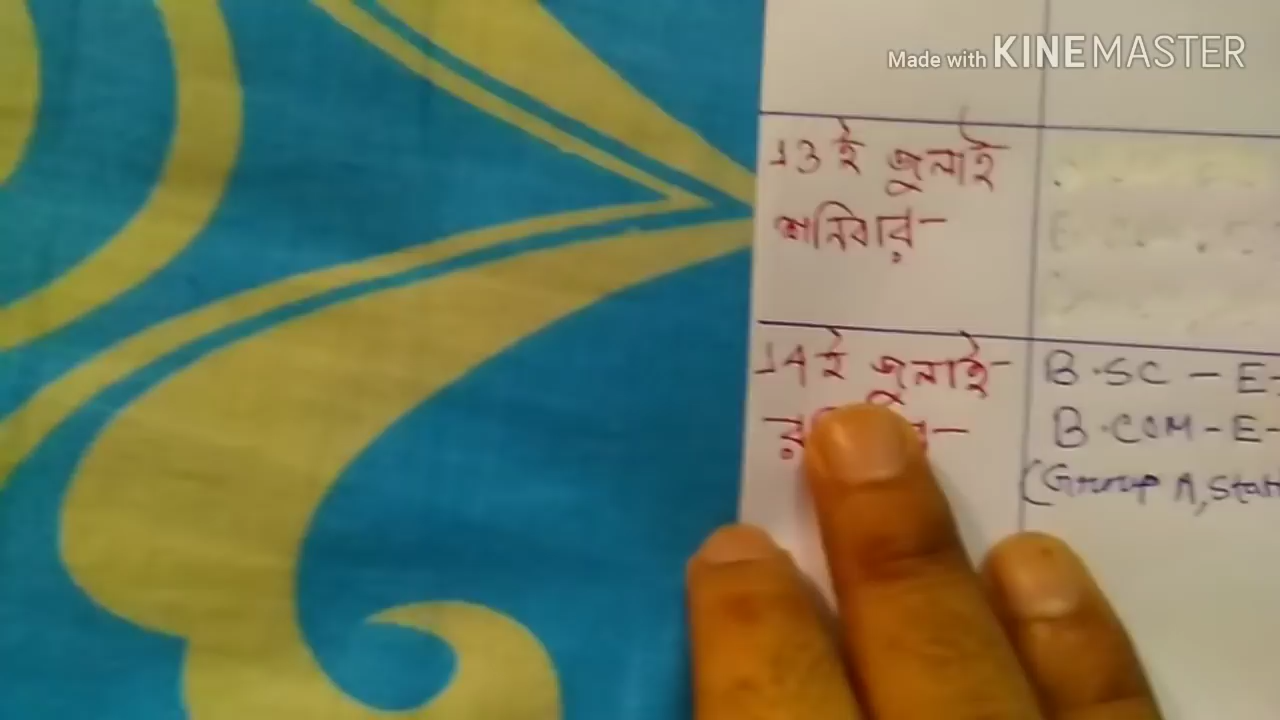 Made with KINEMASTER
13ই জুলাই
শনিবার
14ই জুলাই
B.SC - E
B.COM - E -
(Group A,